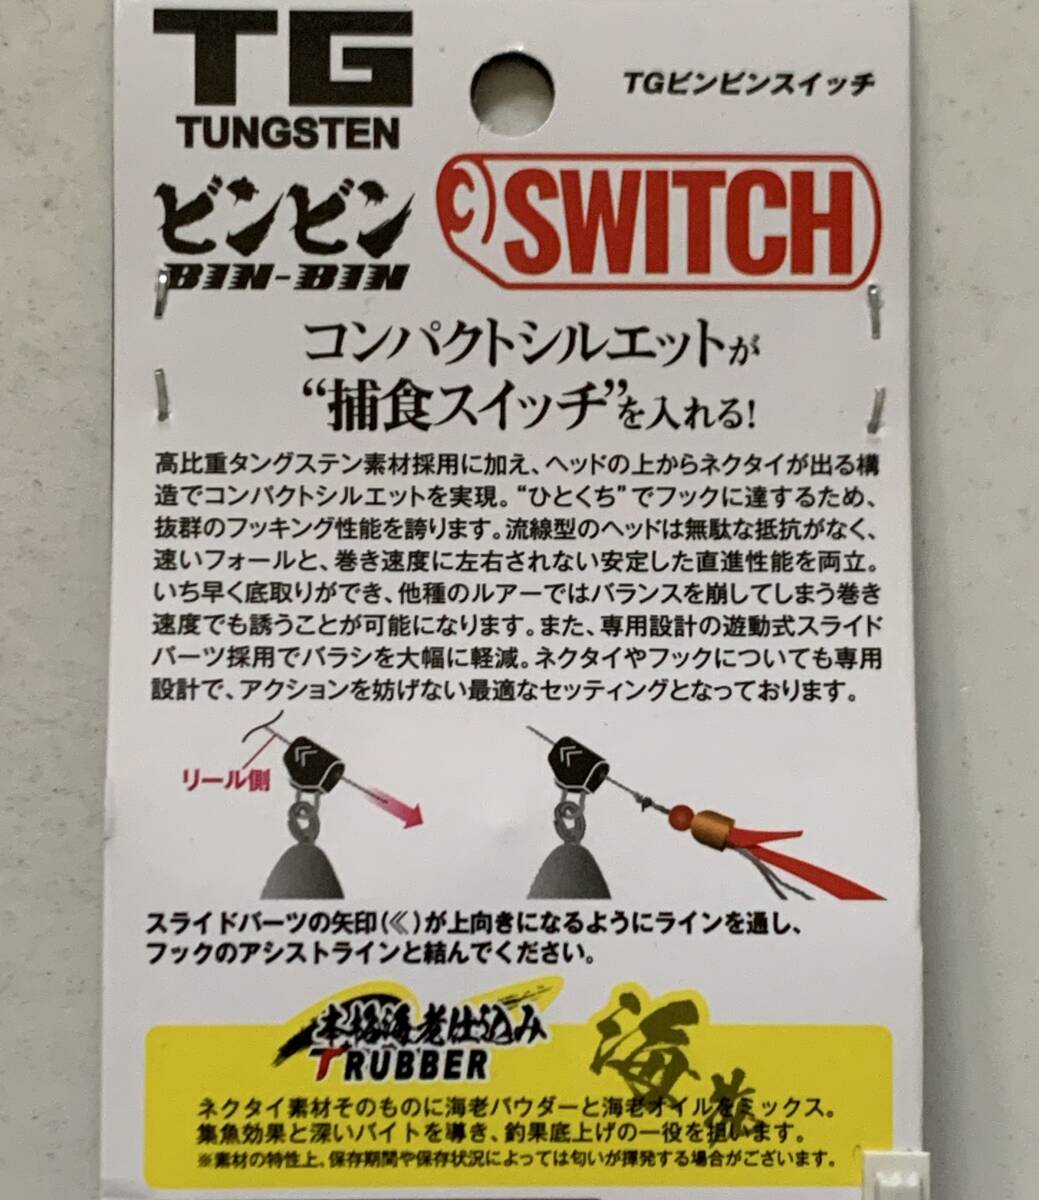 TG
TUNGSTEN
TGビンビンスイッチ
ビンビン
BIN-BIN
SWITCH
コンパクトシルエットが
“捕食スイッチ”を入れる!
高比重タングステン素材採用に加え、ヘッドの上からネクタイが出る構
造でコンパクトシルエットを実現。“ひとくち”でフックに達するため、
抜群のフッキング性能を誇ります。流線型のヘッドは無駄な抵抗がなく、
速いフォールと、巻き速度に左右されない安定した直進性能を両立。
いち早く底取りができ、他種のルアーではバランスを崩してしまう巻き
速度でも誘うことが可能になります。また、専用設計の遊動式スライド
パーツ採用でバラシを大幅に軽減。ネクタイやフックについても専用
設計で、アクションを妨げない最適なセッティングとなっております。
リール側
スライドパーツの矢印(≪)が上向きになるようにラインを通し、
フックのアシストラインと結んでください。
本格海老仕込み
T RUBBER
海老
ネクタイ素材そのものに海老パウダーと海老オイルをミックス。
集魚効果と深いバイトを導き、釣果底上げの一役を担います。
※素材の特性上。保存期間や保存状況によっては匂いが揮発する場合がございます。